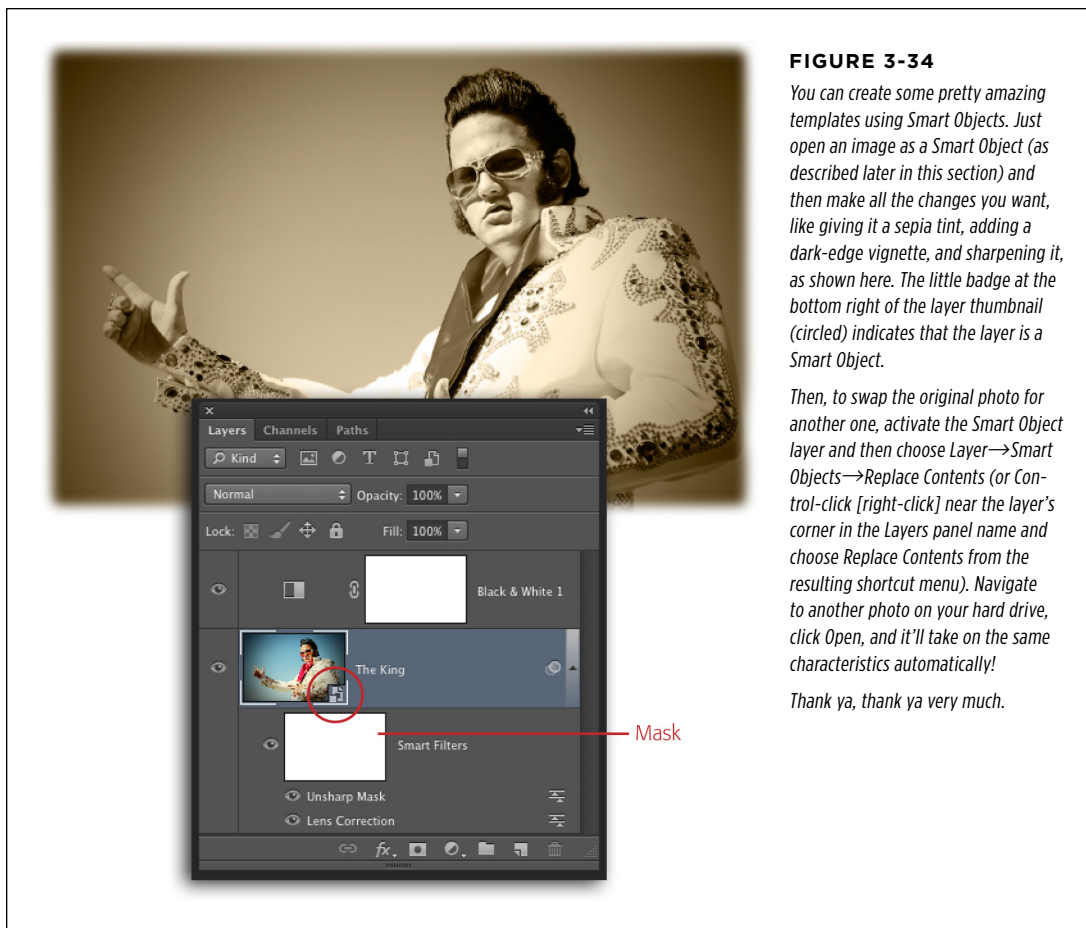 FIGURE 3-34
You can create some pretty amazing
templates using Smart Objects. Just
open an image as a Smart Object (as
described later in this section) and
then make all the changes you want,
like giving it a sepia tint, adding a
dark-edge vignette, and sharpening it,
as shown here. The little badge at the
bottom right of the layer thumbnail
(circled) indicates that the layer is a
Smart Object.
Then, to swap the original photo for
another one, activate the Smart Object
layer and then choose Layer→Smart
Objects→Replace Contents (or Con-
trol-click [right-click] near the layer’s
corner in the Layers panel name and
choose Replace Contents from the
resulting shortcut menu). Navigate
to another photo on your hard drive,
click Open, and it’ll take on the same
characteristics automatically!
Thank ya, thank ya very much.
Layers Channels Paths
Kind T
Normal Opacity: 100%
Lock: Fill: 100%
Black & White 1
The King
Mask
Smart Filters
Unsharp Mask
Lens Correction
fx